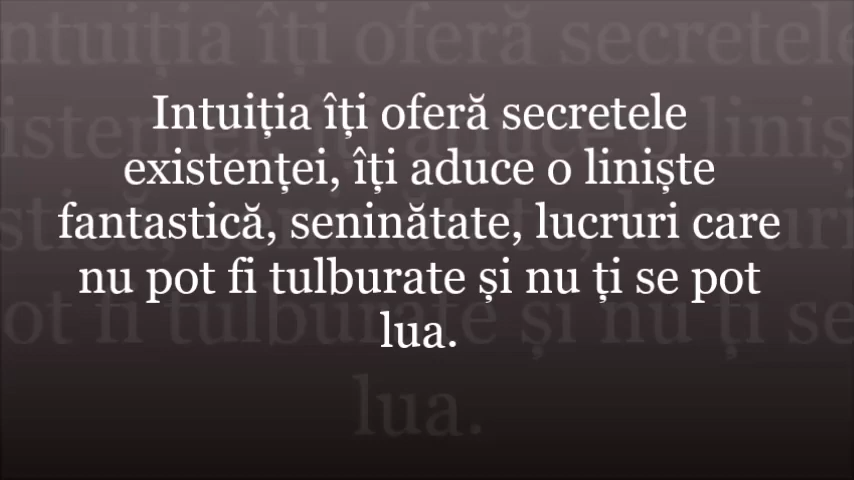 Intuiția îți oferă secretele
existenței, îți aduce o liniște
fantastică, seninătate, lucruri care
nu pot fi tulburate și nu ți se pot
lua.